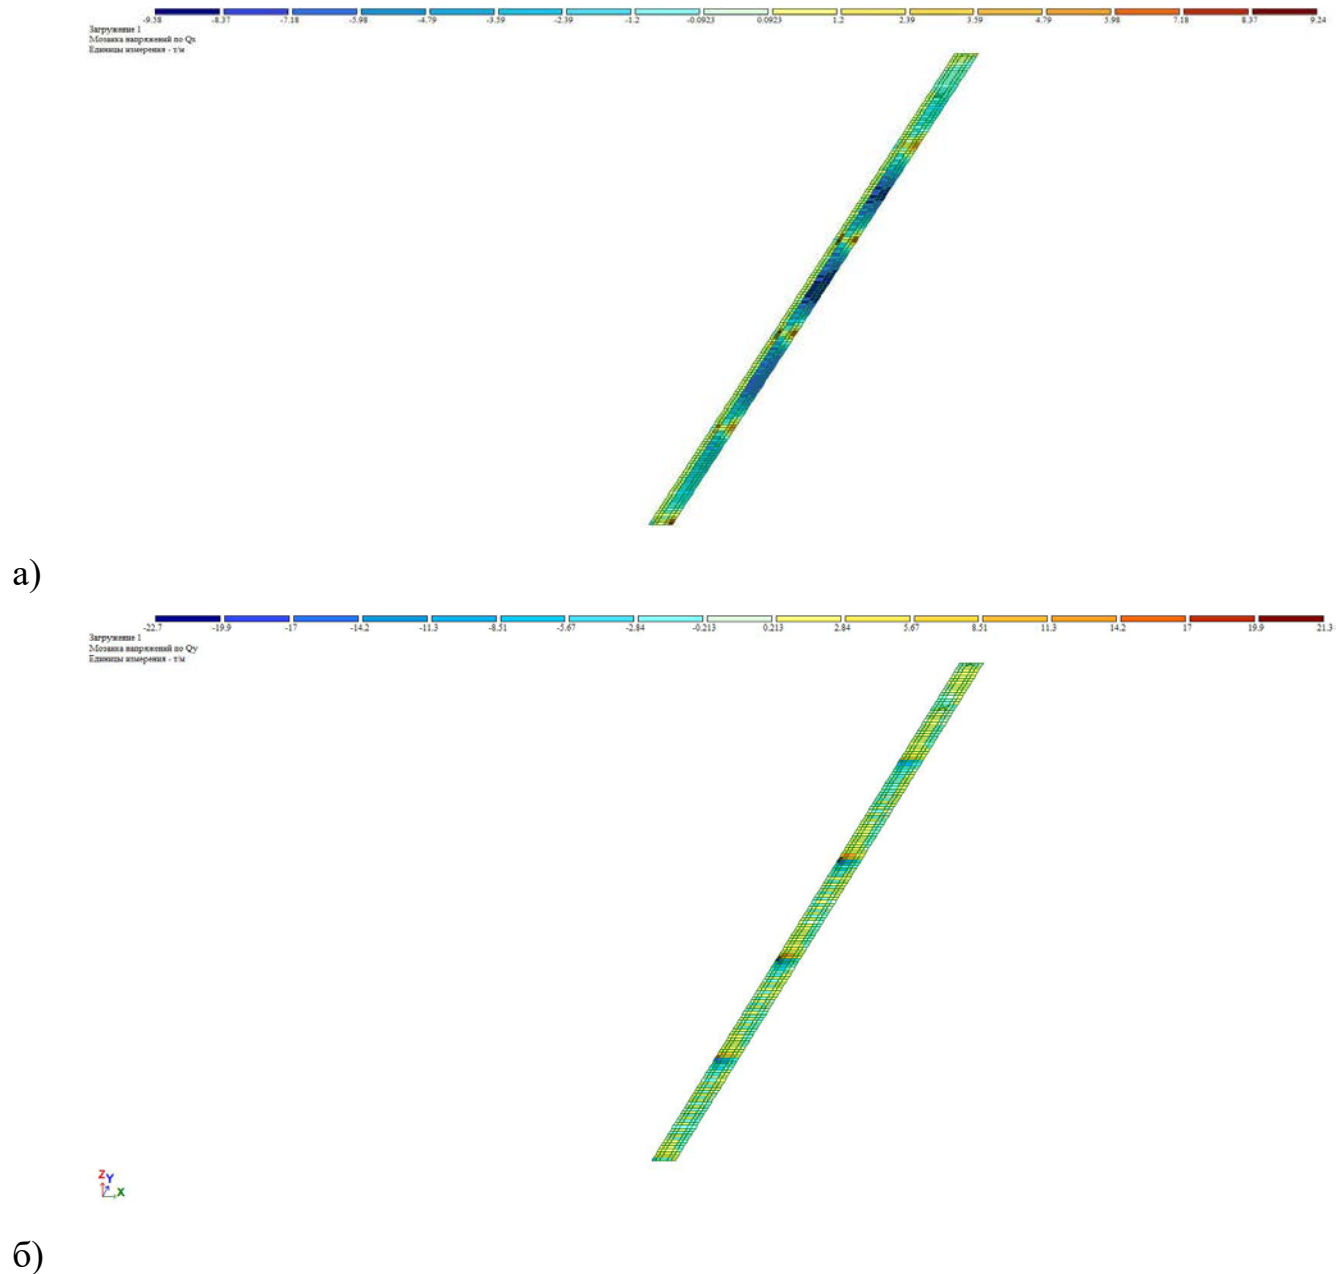 -9.58 -8.37 -7.18 -5.98 -4.79 -3.59 -2.39 -1.2 -0.0923 0.0923 1.2 2.39 3.59 4.79 5.98 7.18 8.37 9.24
Загружение 1
Мозаика напряжений по Qx
Единицы измерения - т/м
а)
-22.7 -19.9 -17 -14.2 -11.3 -8.51 -5.67 -2.84 -0.213 0.213 2.84 5.67 8.51 11.3 14.2 17 19.9 21.3
Загружение 1
Мозаика напряжений по Qy
Единицы измерения - т/м
Z Y
X
б)